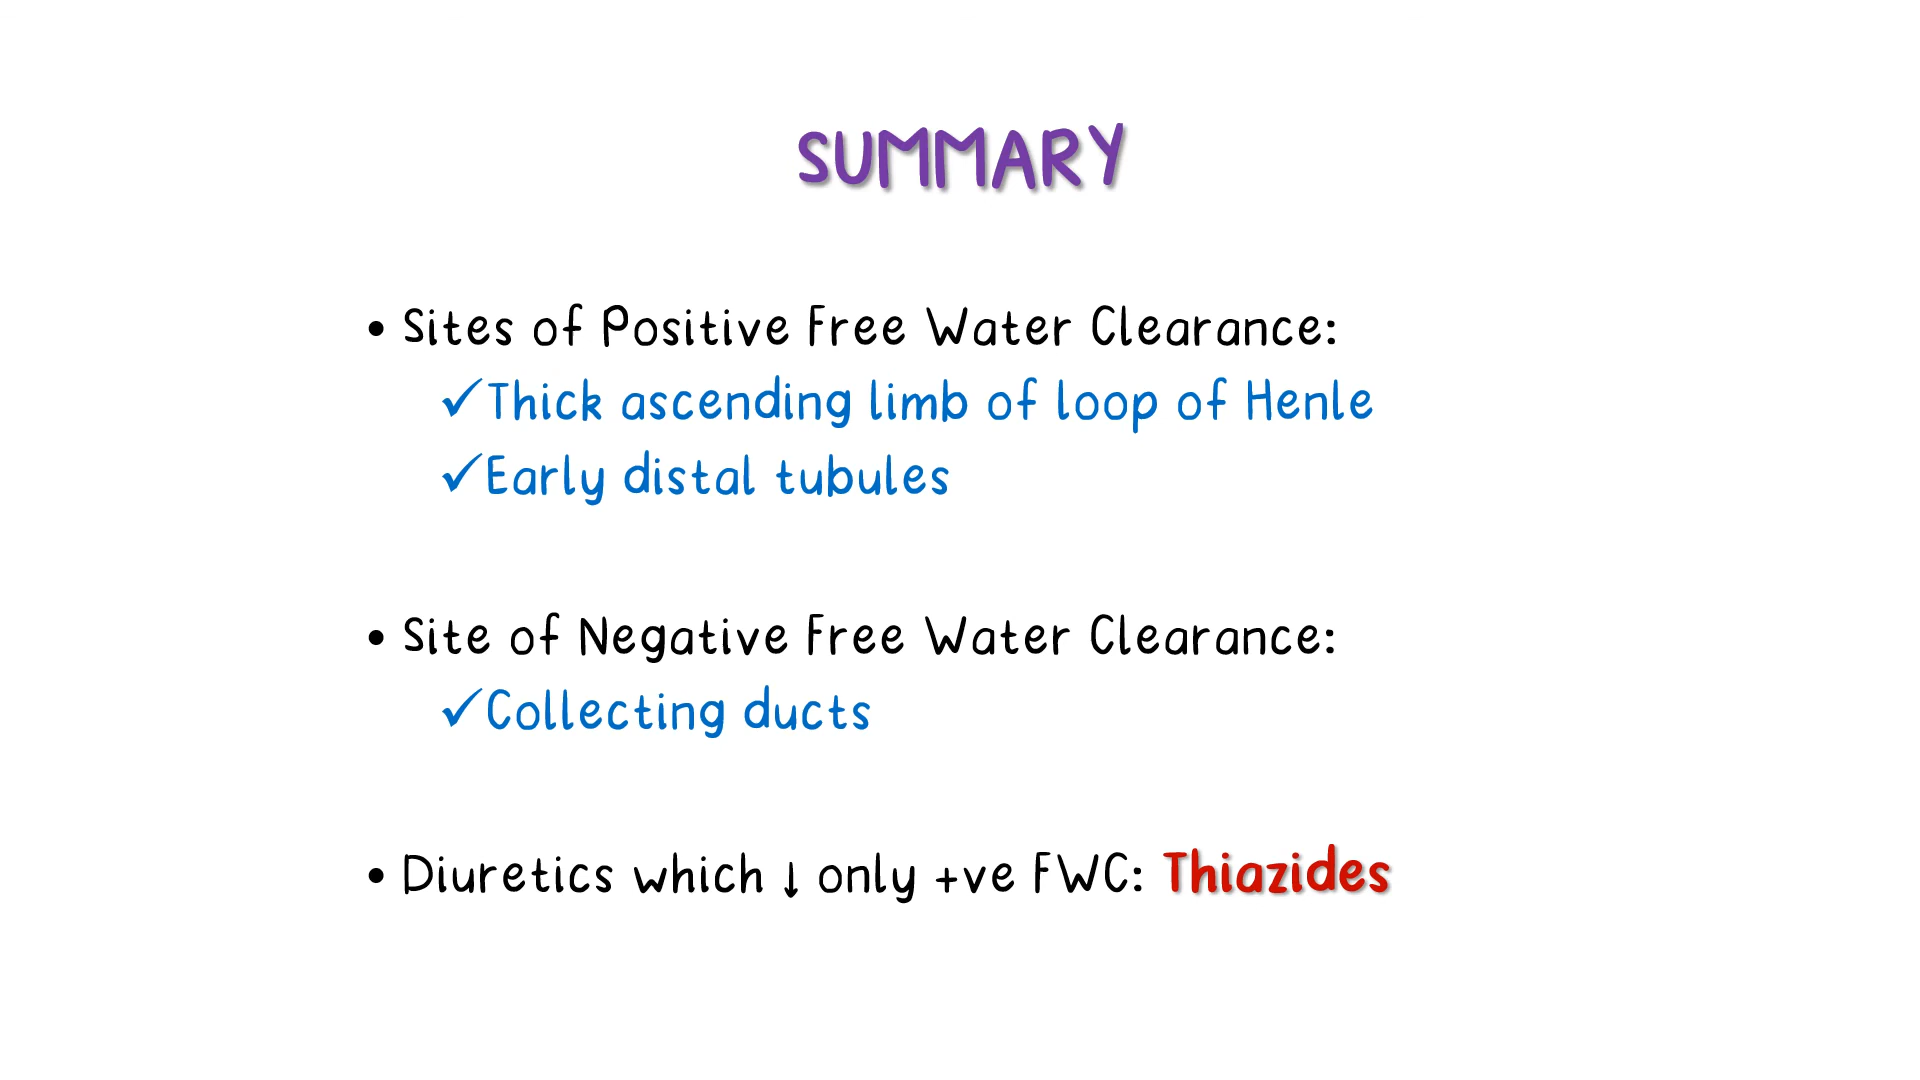 SUMMARY
• Sites of Positive Free Water Clearance:
✓Thick ascending limb of loop of Henle
✓Early distal tubules
• Site of Negative Free Water Clearance:
✓Collecting ducts
• Diuretics which ↓ only +ve FWC: Thiazides